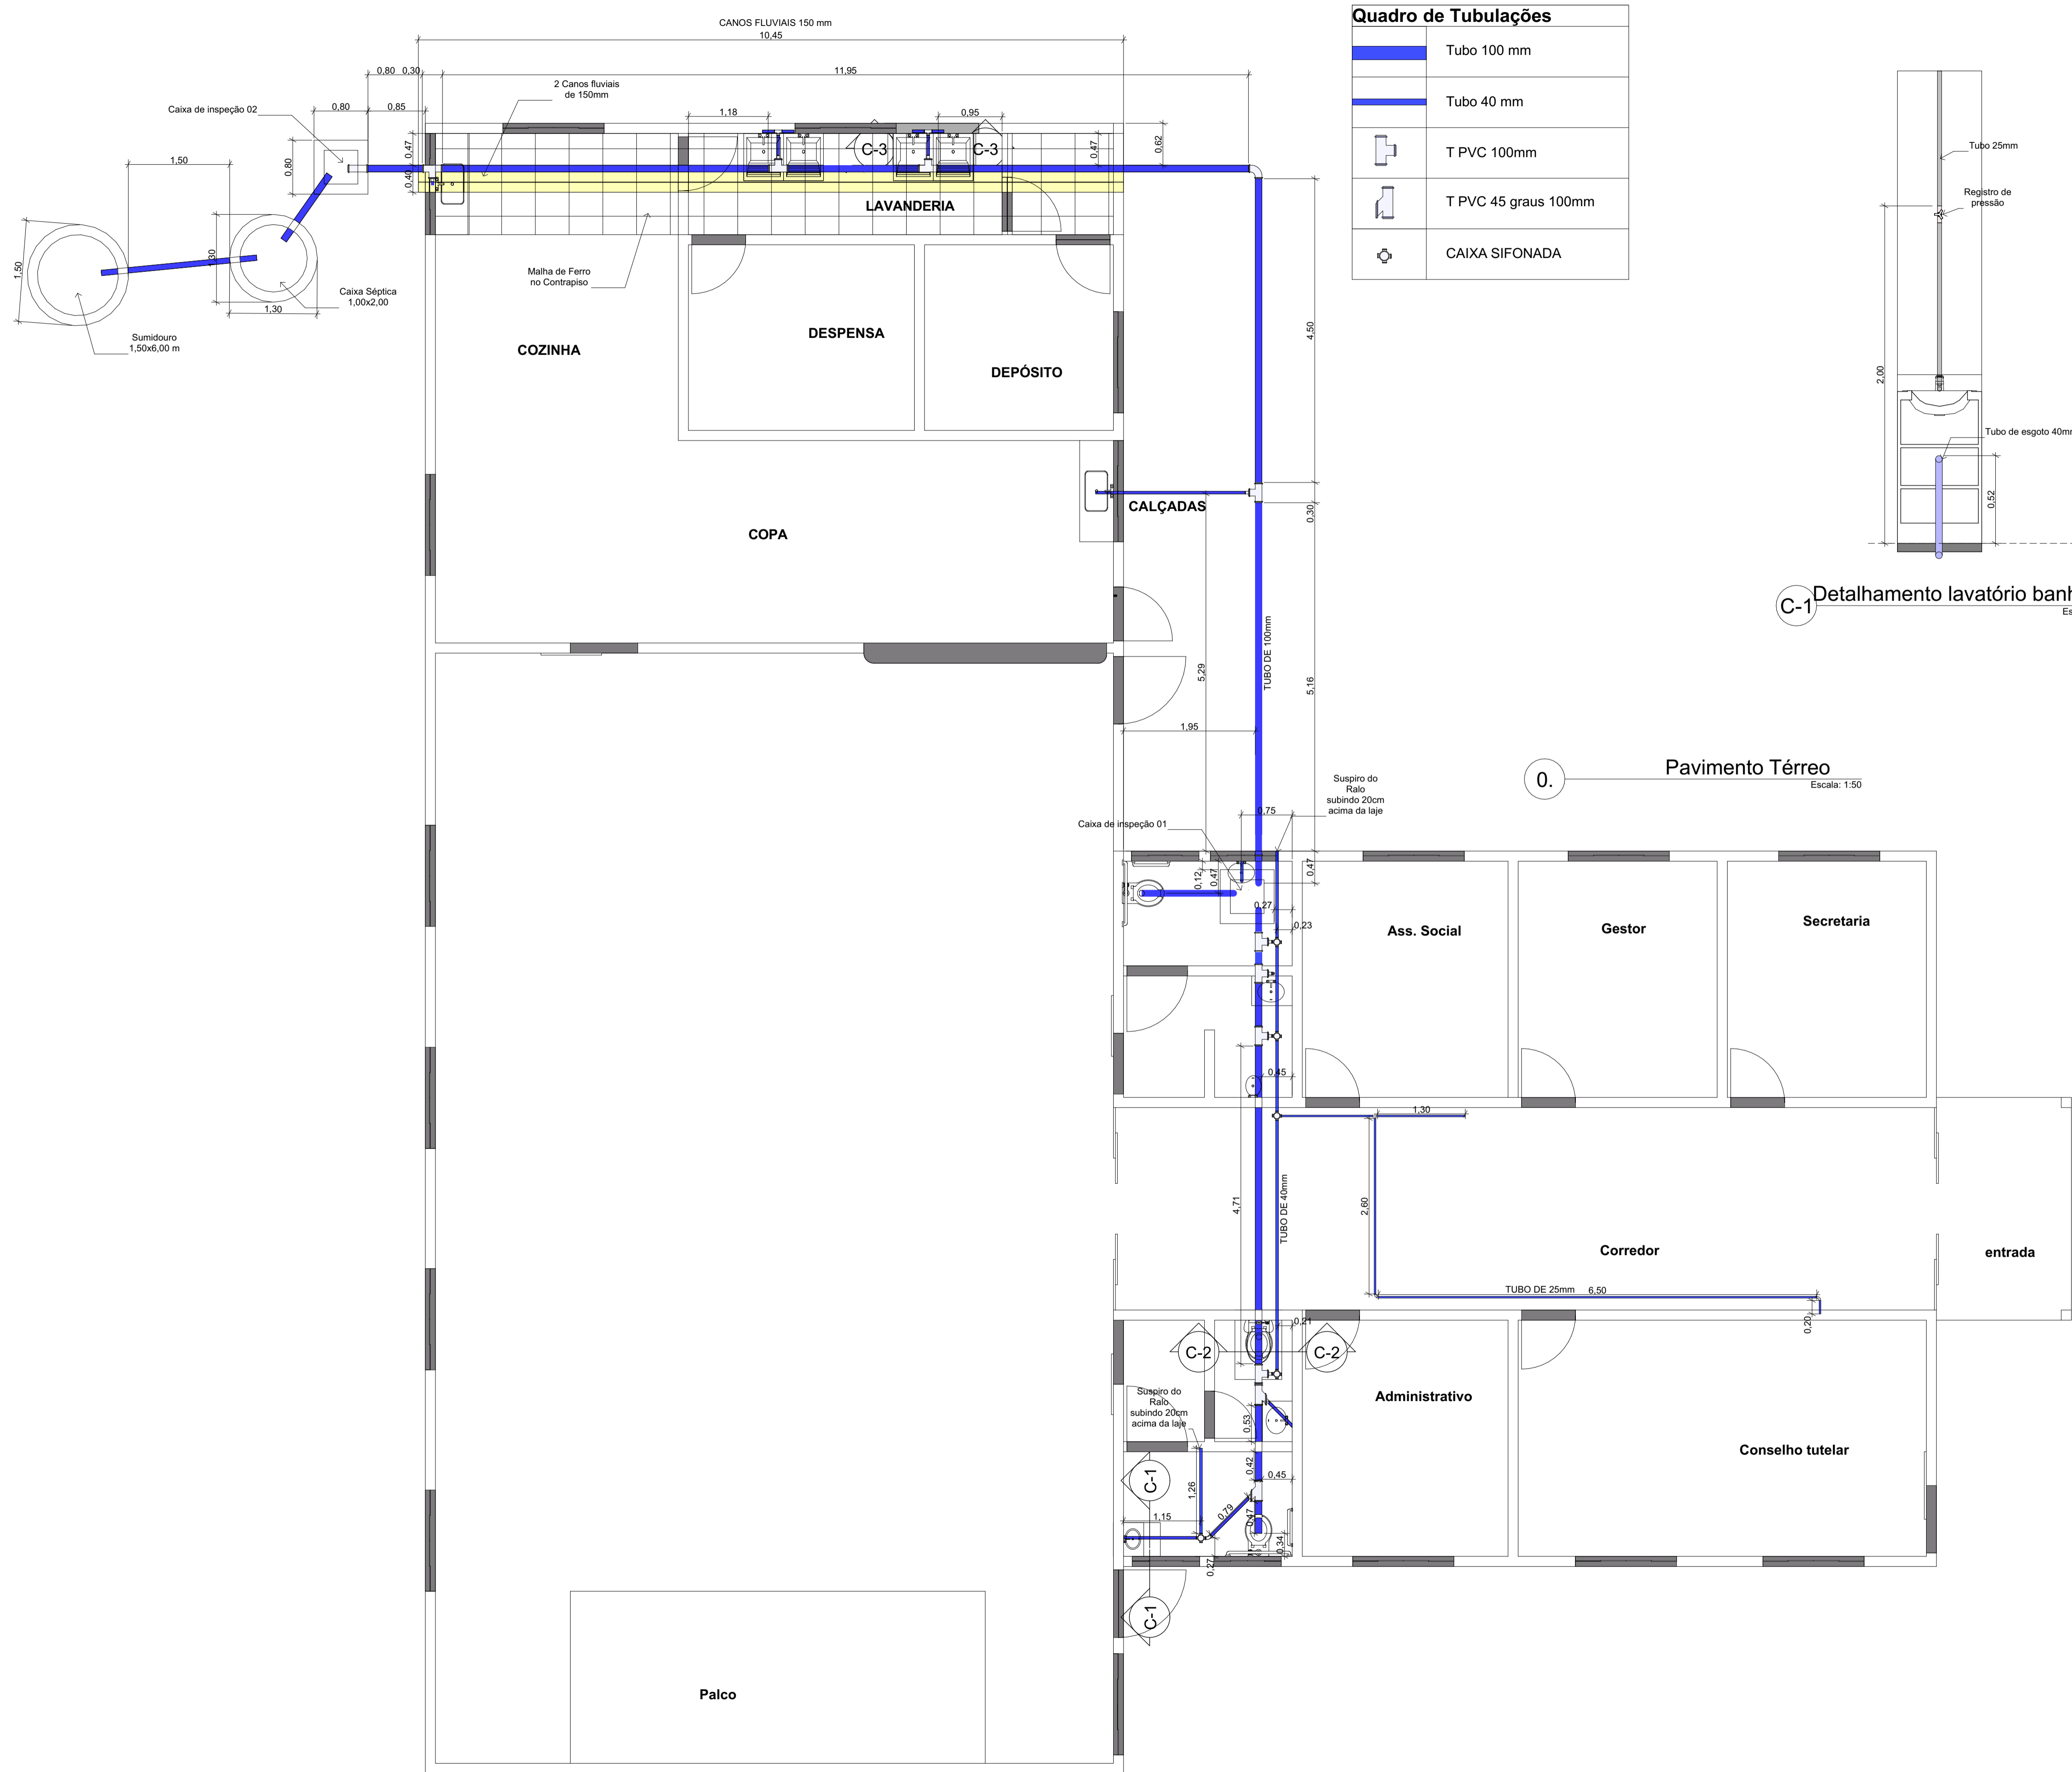 CANOS FLUVIAIS 150 mm
10,45
0,80
0,30
11,95
2 Canos fluviais
de 150mm
Caixa de inspeção 02
0,80
0,85
1,18
0,95
0,47
0,40
C-3
C-3
0,47
0,62
0,80
1,50
LAVANDERIA
1,50
1,30
1,30
Malha de Ferro
no Contrapiso
Caixa Séptica
1,00x2,00
Sumidouro
1,50x6,00 m
COZINHA
DESPENSA
DEPÓSITO
4,50
CALÇADAS
0,30
COPA
TUBO DE 100mm
5,29
5,16
1,95
Quadro de Tubulações
Tubo 100 mm
Tubo 40 mm
T PVC 100mm
T PVC 45 graus 100mm
CAIXA SIFONADA
Tubo 25mm
Registro de
pressão
2,00
Tubo de esgoto 40m
0,52
C-1
Detalhamento lavatório ban
Es
0.
Pavimento Térreo
Escala: 1:50
Suspiro do
Ralo
subindo 20cm
acima da laje
0,75
Caixa de inspeção 01
0,12
0,47
0,47
0,27
0,23
Ass. Social
Gestor
Secretaria
0,45
1,30
4,71
TUBO DE 40mm
2,60
Corredor
entrada
TUBO DE 25mm
6,50
0,20
0,21
C-2
C-2
Suspiro do
Ralo
subindo 20cm
acima da laje
Administrativo
0,53
Conselho tutelar
0,42
0,45
C-1
1,26
0,79
0,47
1,15
0,34
0,27
C-1
Palco